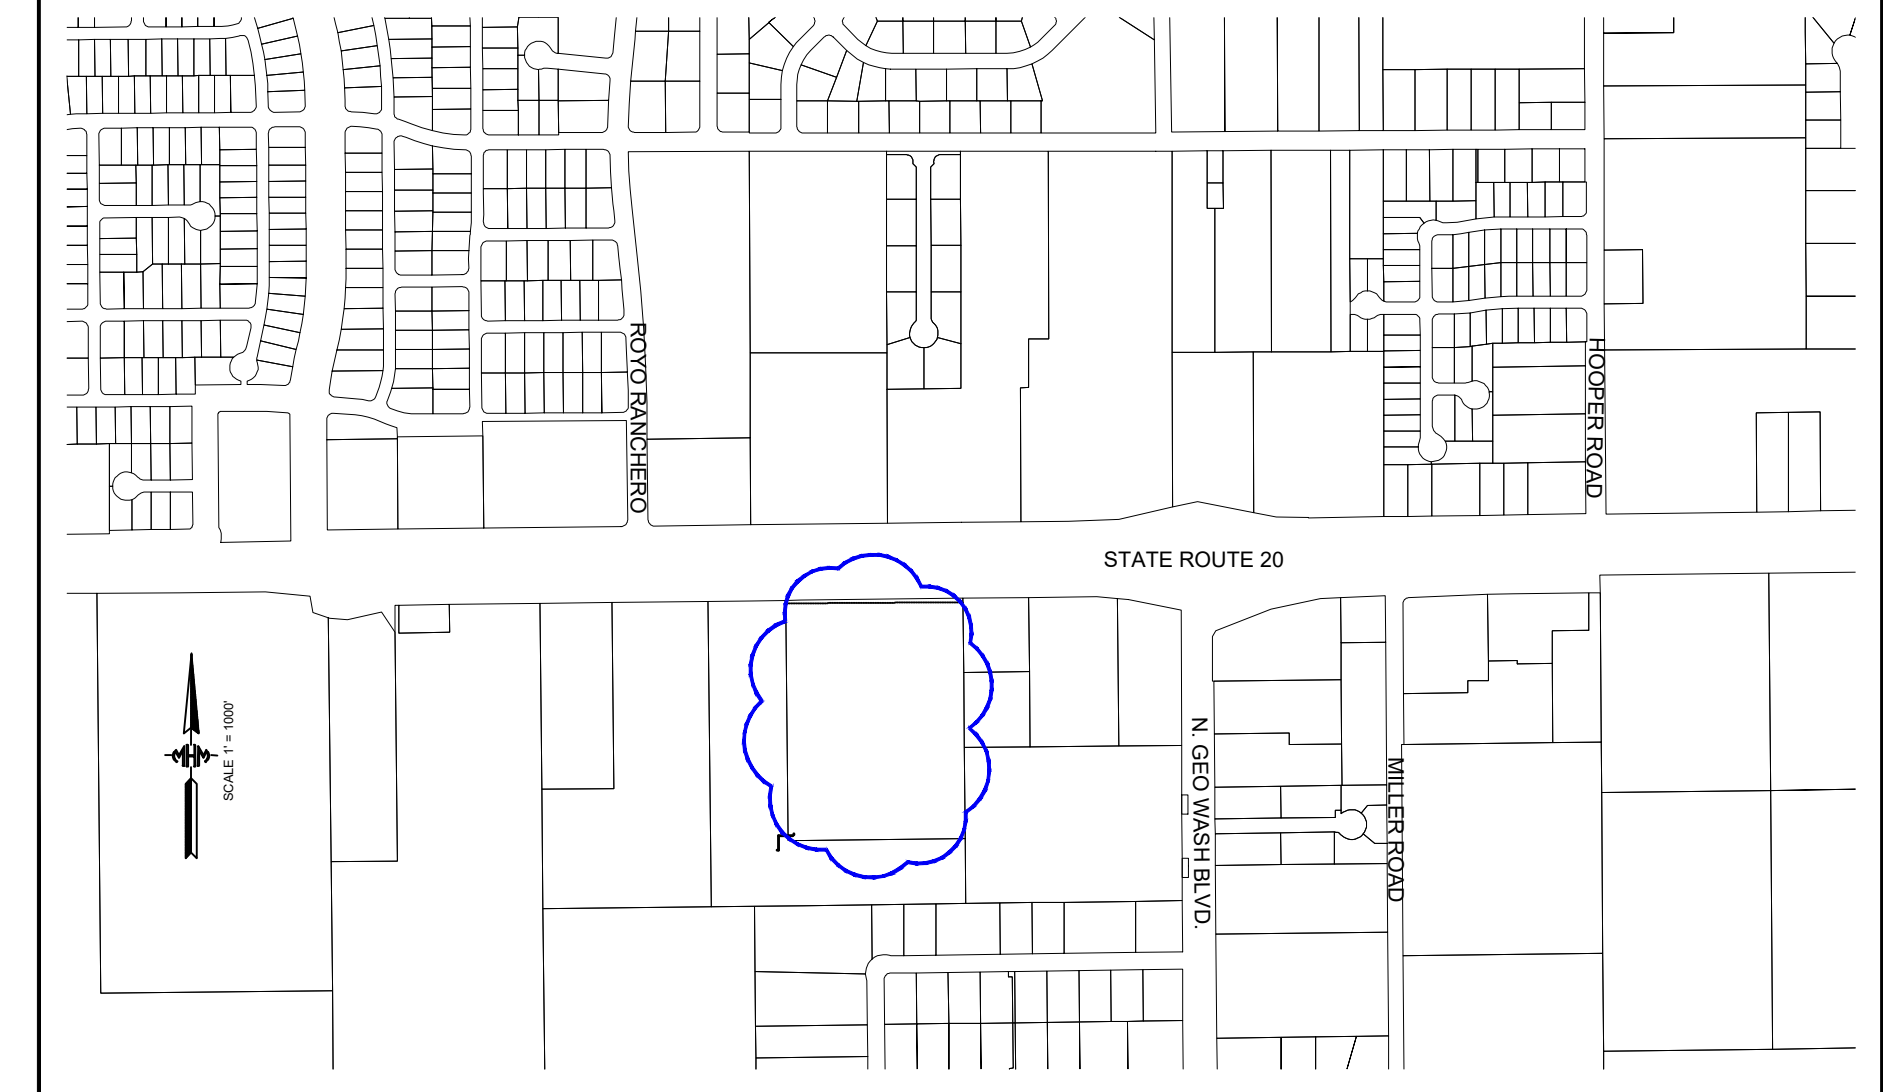 ROYO RANCHERO
HOOPER ROAD
STATE ROUTE 20
SCALE 1' = 1000'
MHM
N. GEO WASH BLVD.
MILLER ROAD